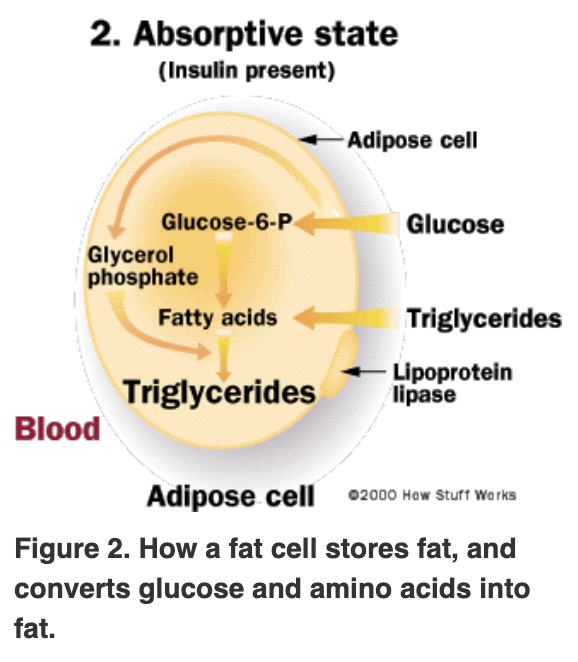 2. Absorptive state
(Insulin present)
Adipose cell
Glucose-6-P
Glucose
Glycerol
phosphate
Fatty acids
Triglycerides
Triglycerides
Lipoprotein
lipase
Blood
Adipose cell
©2000 How Stuff Works
Figure 2. How a fat cell stores fat, and
converts glucose and amino acids into
fat.